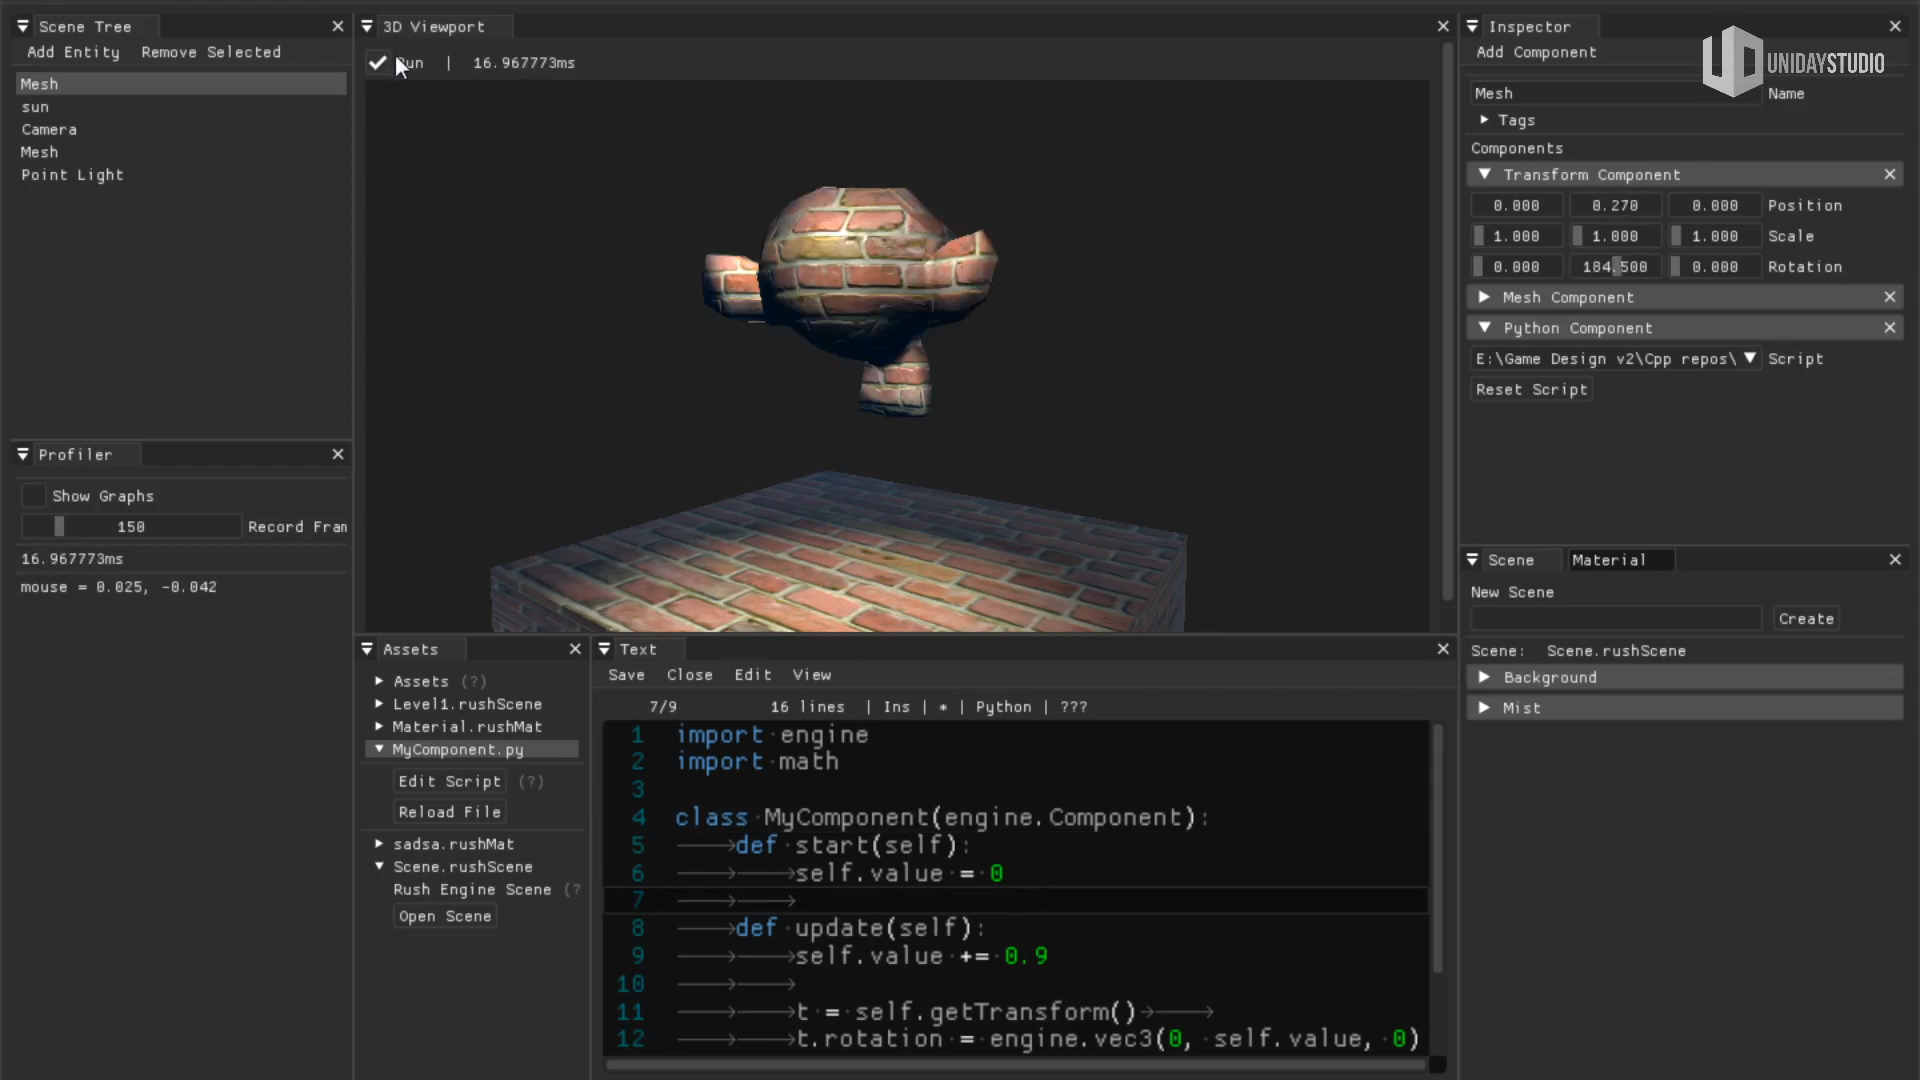 Scene Tree
Add Entity Remove Selected
Mesh
sun
Camera
Mesh
Point Light
Profiler
Show Graphs
150 Record Fran
16.967773ms
mouse = 0.025, -0.042
3D Viewport
| 16.967773ms
Assets
Assets (?)
Level1.rushScene
Material.rushMat
MyComponent.py
Edit Script (?)
Reload File
sadsa.rushMat
Scene.rushScene
Rush Engine Scene (?
Open Scene
Text
Save Close Edit View
7/9 16 lines | Ins | * | Python | ???
1 import engine
2 import math
3
4 class MyComponent(engine.Component):
5 def start(self):
6 self.value = 0
7
8 def update(self):
9 self.value += 0.9
10
11 t = self.getTransform()
12 t.rotation = engine.vec3(0, self.value, 0)
Inspector
Add Component
UNIDAYSTUDIO
Mesh Name
Tags
Components
Transform Component
0.000 0.270 0.000 Position
1.000 1.000 1.000 Scale
0.000 184.500 0.000 Rotation
Mesh Component
Python Component
E:\Game Design v2\Cpp repos\ Script
Reset Script
Scene Material
New Scene
Create
Scene: Scene.rushScene
Background
Mist